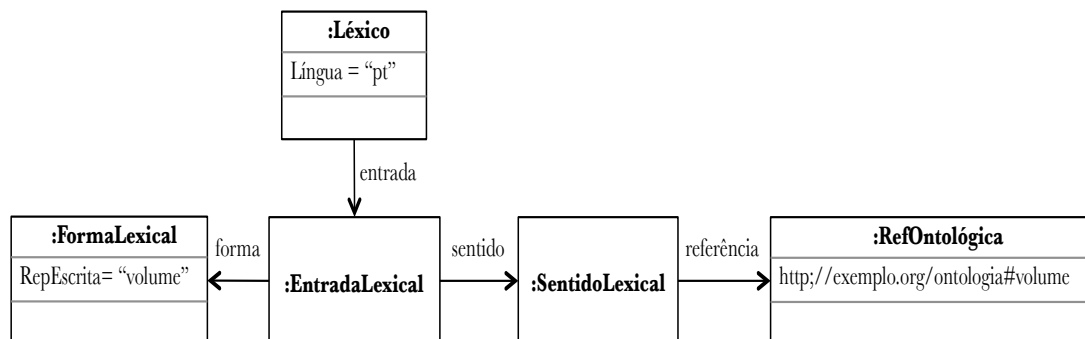 :Léxico
Língua = “pt”
entrada
:FormaLexical
RepEscrita= “volume”
forma
:EntradaLexical
sentido
:SentidoLexical
referência
:RefOntológica
http;//exemplo.org/ontologia#volume